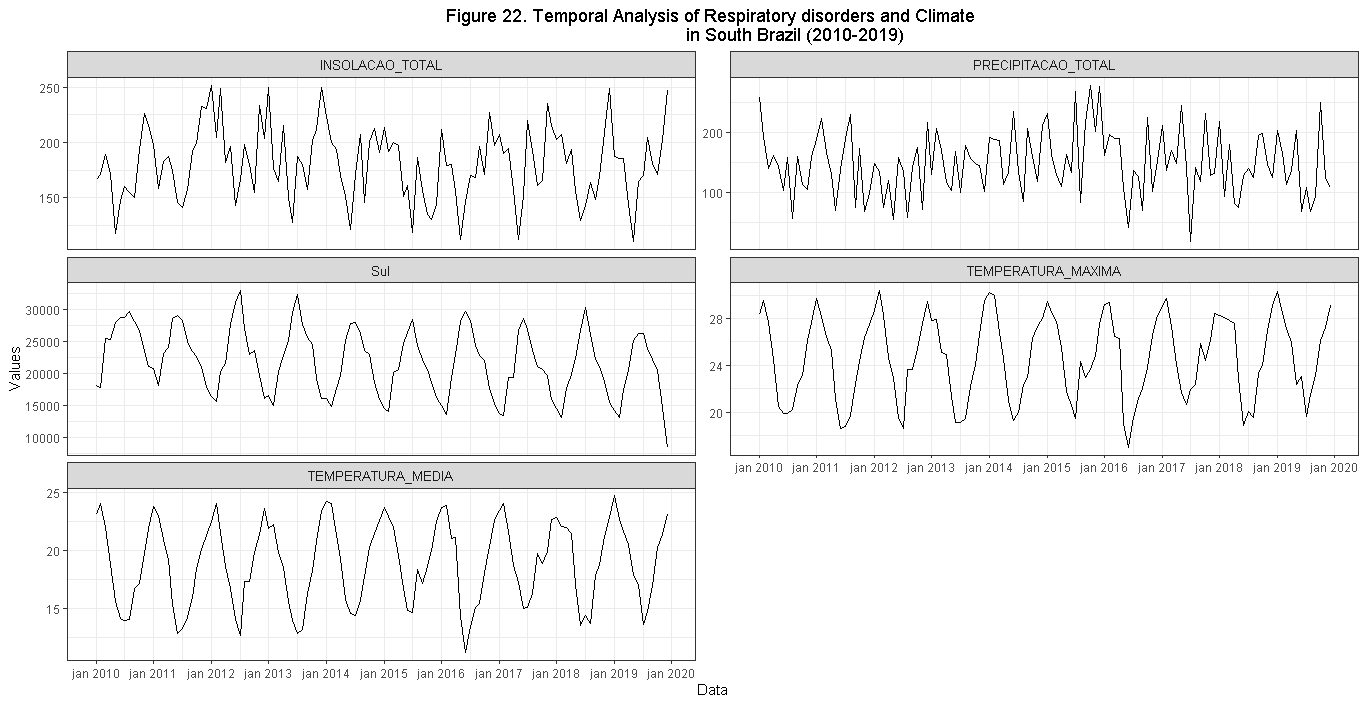 Figure 22. Temporal Analysis of Respiratory disorders and Climate
in South Brazil (2010-2019)
INSOLACAO_TOTAL
PRECIPITACAO_TOTAL
250
200
150
200
100
Sul
TEMPERATURA_MAXIMA
30000
25000
20000
15000
10000
28
24
20
Values
jan 2010 jan 2011 jan 2012 jan 2013 jan 2014 jan 2015 jan 2016 jan 2017 jan 2018 jan 2019 jan 2020
TEMPERATURA_MEDIA
25
20
15
jan 2010 jan 2011 jan 2012 jan 2013 jan 2014 jan 2015 jan 2016 jan 2017 jan 2018 jan 2019 jan 2020
Data